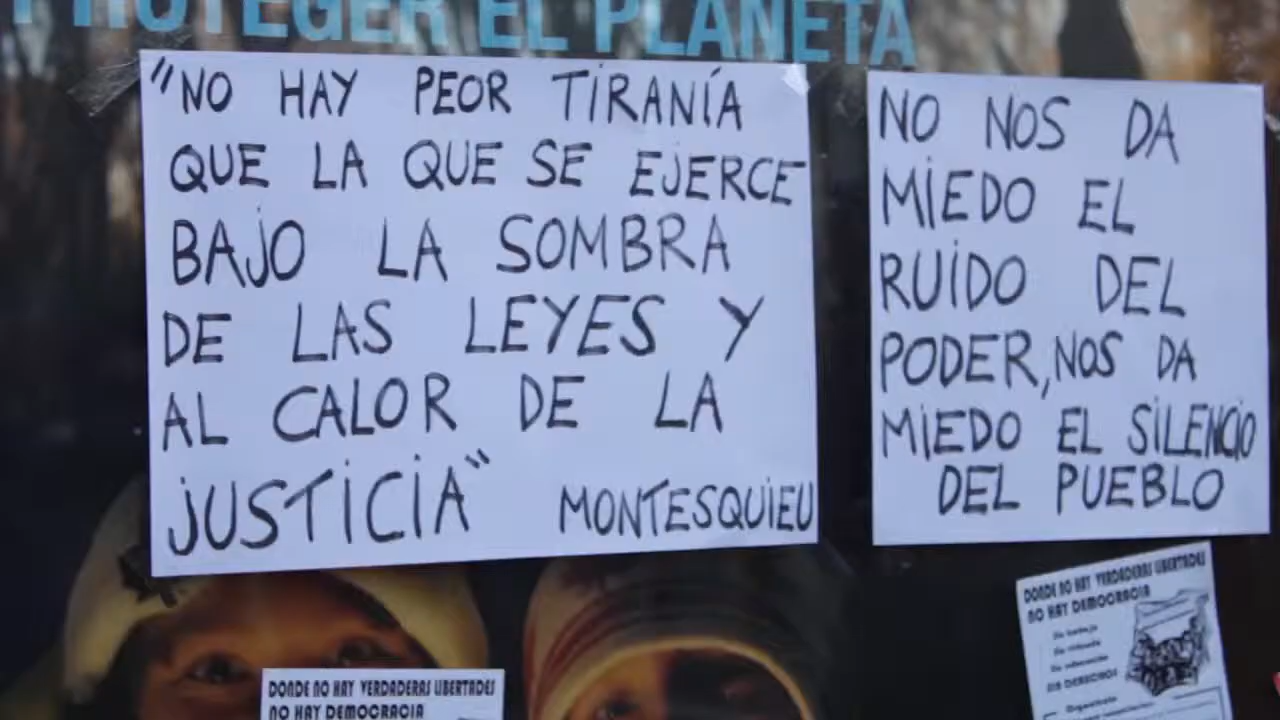 PROTEGER EL PLANETA
"NO HAY PEOR TIRANÍA
QUE LA QUE SE EJERCE
BAJO LA SOMBRA
DE LAS LEYES Y
AL CALOR DE LA
JUSTICIA" MONTESQUIEU
NO NOS DA
MIEDO EL
RUIDO DEL
PODER, NOS DA
MIEDO EL SILENCIO
DEL PUEBLO
DONDE NO HAY VERDADERAS LIBERTADES
NO HAY DEMOCRACIA
DONDE NO HAY VERDADERAS LIBERTADES
NO HAY DEMOCRACIA